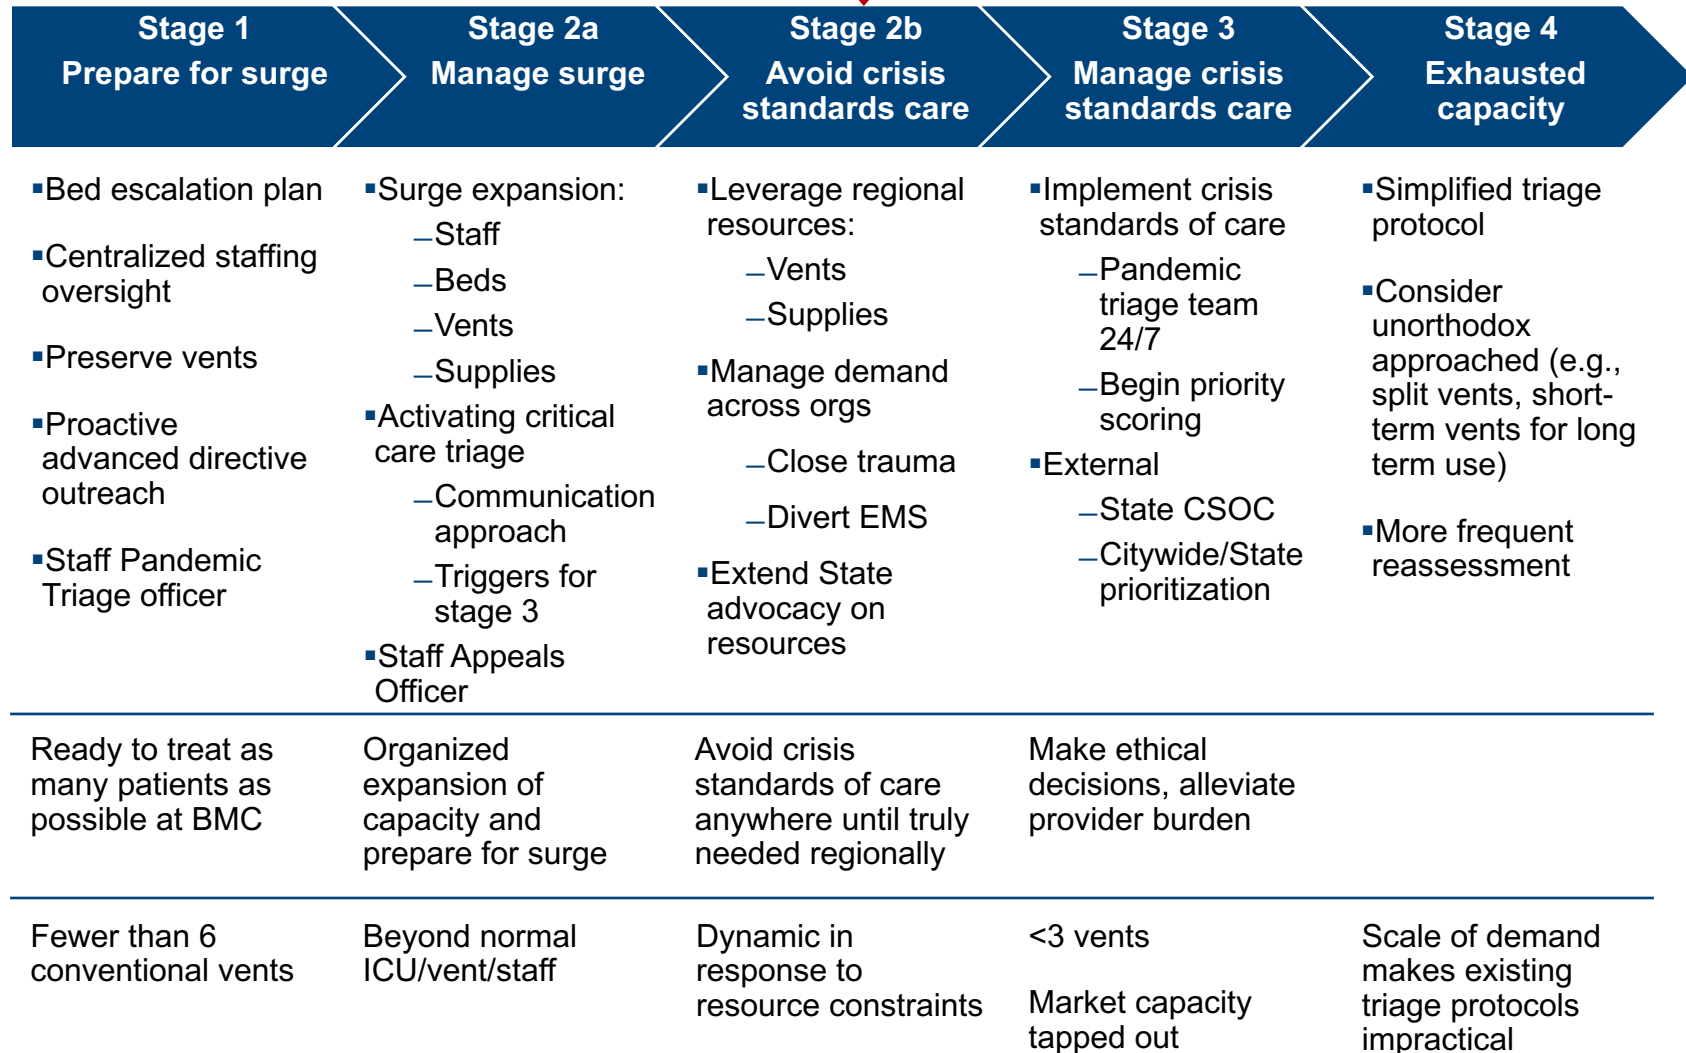 Stage 1
Prepare for surge
Stage 2a
Manage surge
Stage 2b
Avoid crisis
standards care
Stage 3
Manage crisis
standards care
Stage 4
Exhausted
capacity
▪Bed escalation plan
▪Centralized staffing
oversight
▪Preserve vents
▪Proactive
advanced directive
outreach
▪Staff Pandemic
Triage officer
▪Surge expansion:
–Staff
–Beds
–Vents
–Supplies
▪Activating critical
care triage
–Communication
approach
–Triggers for
stage 3
▪Staff Appeals
Officer
▪Leverage regional
resources:
–Vents
–Supplies
▪Manage demand
across orgs
–Close trauma
–Divert EMS
▪Extend State
advocacy on
resources
▪Implement crisis
standards of care
–Pandemic
triage team
24/7
–Begin priority
scoring
▪External
–State CSOC
–Citywide/State
prioritization
▪Simplified triage
protocol
▪Consider
unorthodox
approached (e.g.,
split vents, short-
term vents for long
term use)
▪More frequent
reassessment
Ready to treat as
many patients as
possible at BMC
Organized
expansion of
capacity and
prepare for surge
Avoid crisis
standards of care
anywhere until truly
needed regionally
Make ethical
decisions, alleviate
provider burden
Fewer than 6
conventional vents
Beyond normal
ICU/vent/staff
Dynamic in
response to
resource constraints
<3 vents
Market capacity
tapped out
Scale of demand
makes existing
triage protocols
impractical